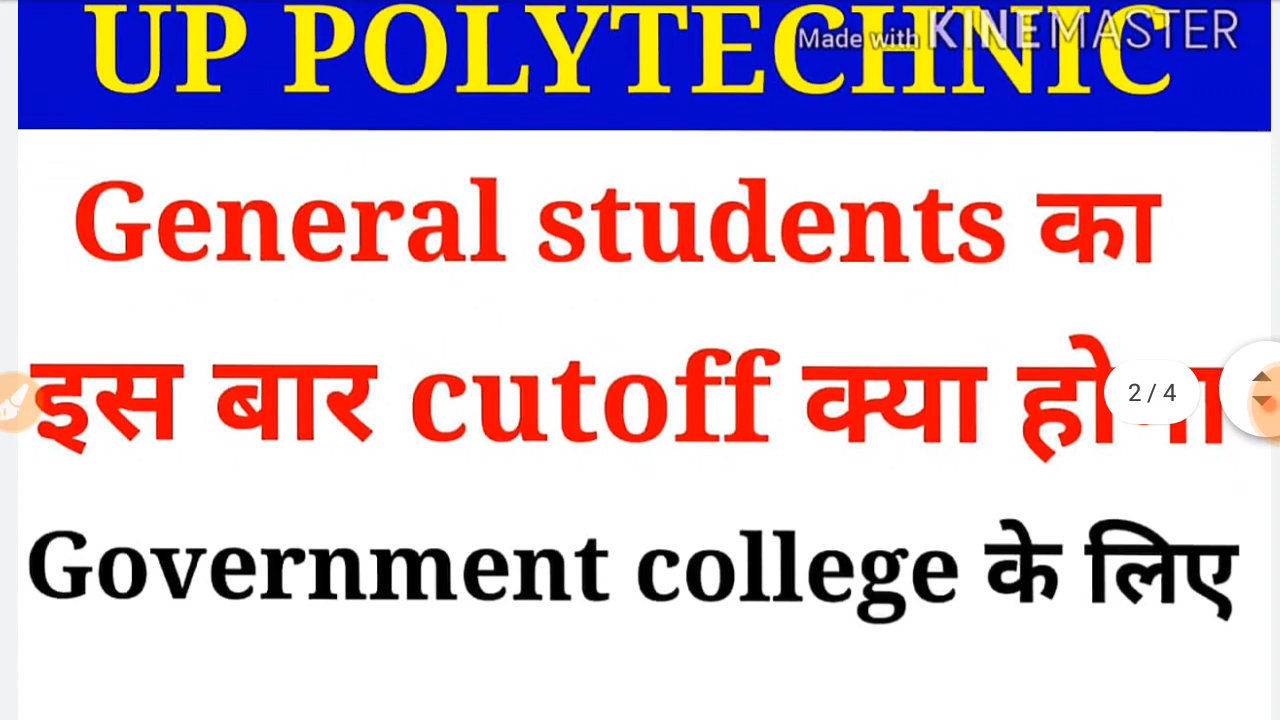 UP POLYTECHNIC
Made with KINEMASTER
General students का
इस बार cutoff क्या होगा
2 / 4
Government college के लिए